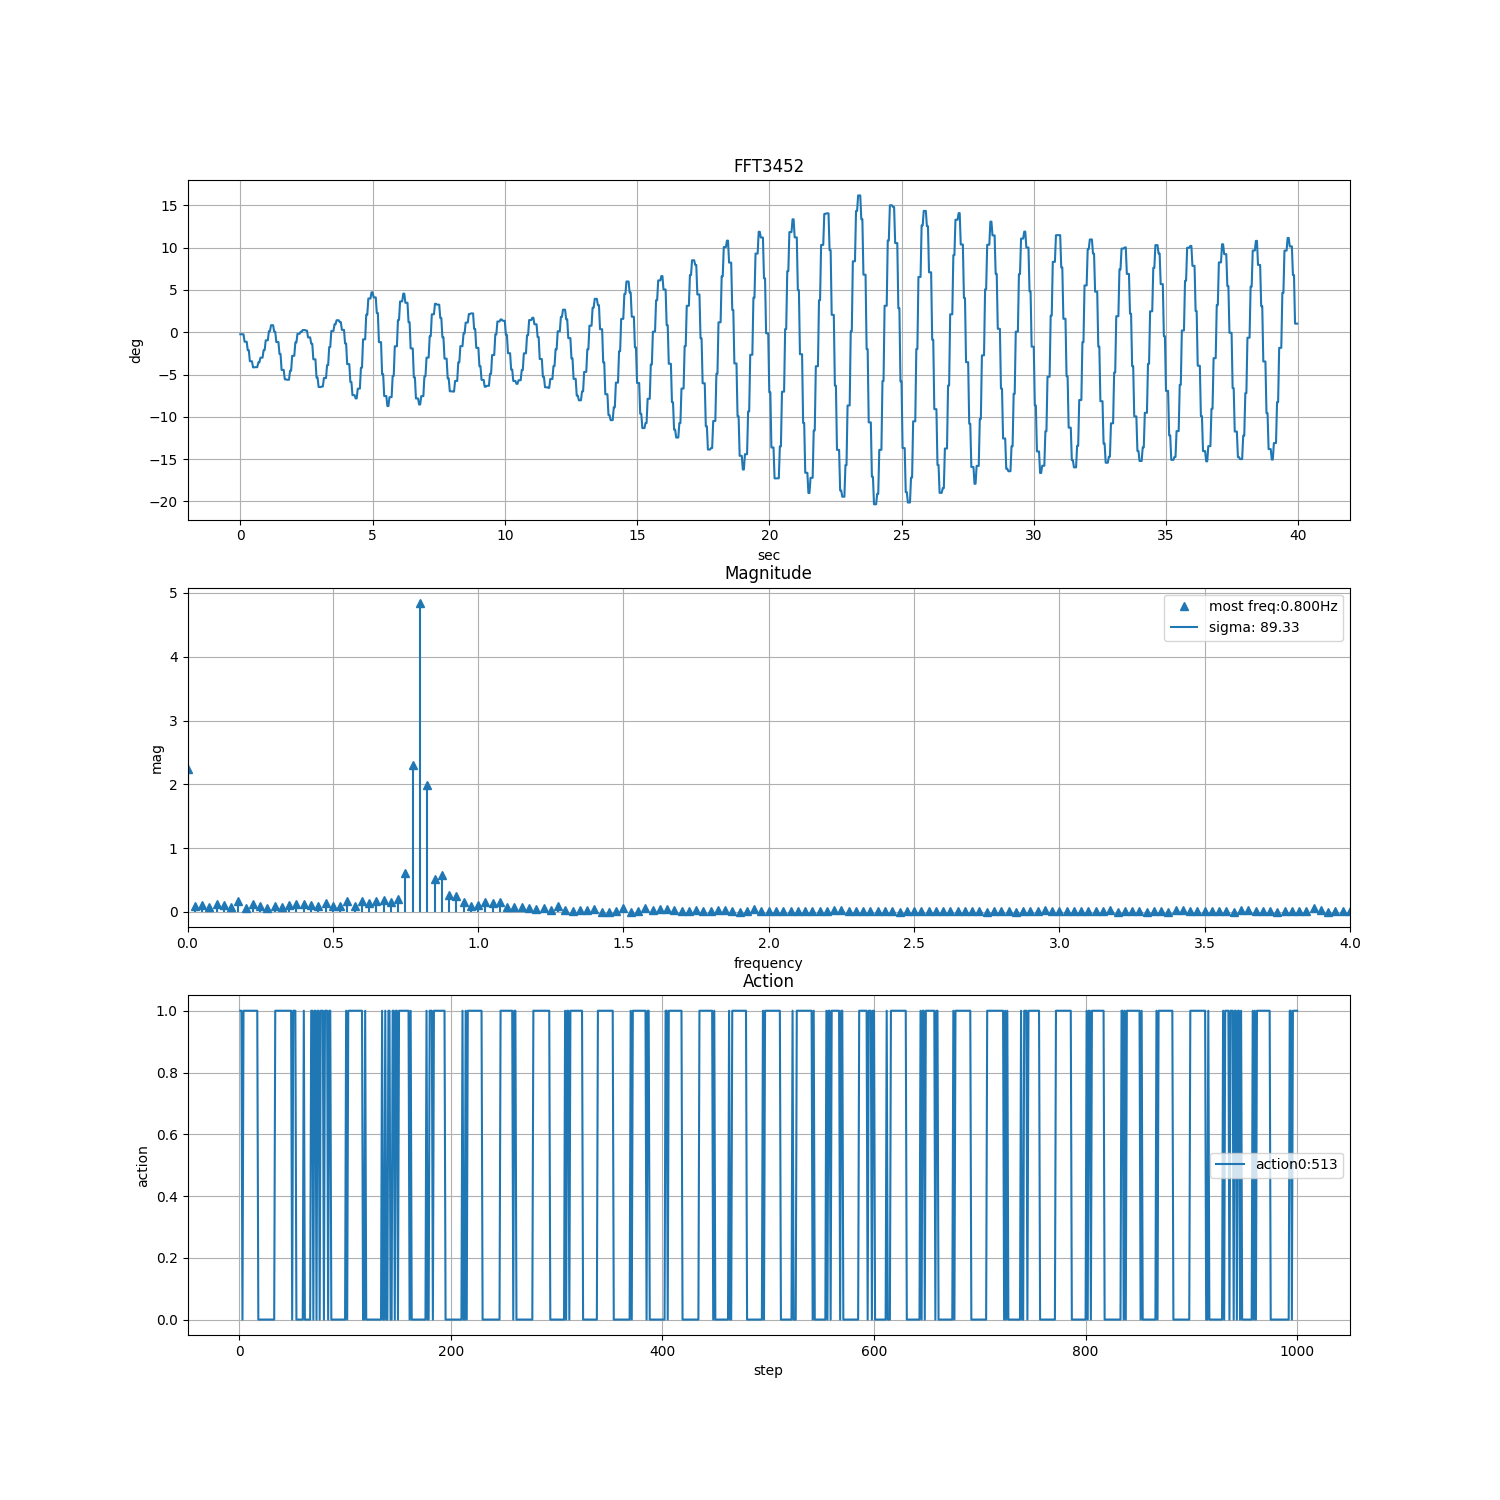 FFT3452
15
10
5
0
−5
−10
−15
−20
deg
0 5 10 15 20 25 30 35 40
sec
Magnitude
5
4
3
2
1
0
mag
most freq:0.800Hz
sigma: 89.33
0.0 0.5 1.0 1.5 2.0 2.5 3.0 3.5 4.0
frequency
Action
1.0
0.8
0.6
0.4
0.2
0.0
action
action0:513
0 200 400 600 800 1000
step